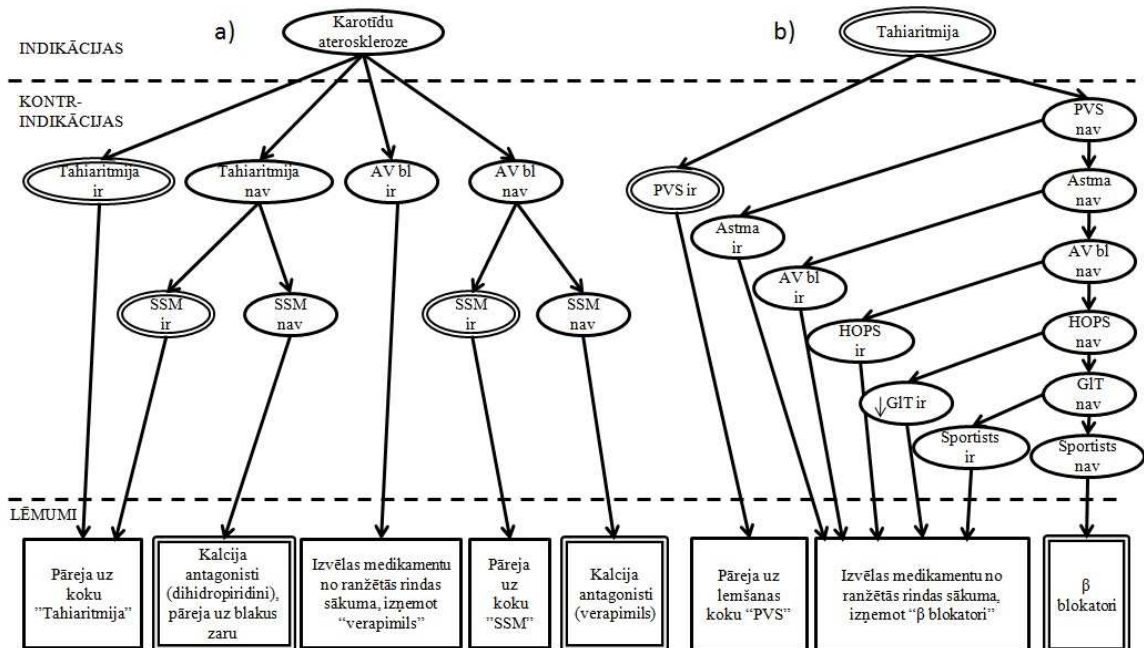 a)
Karotīdu
ateroskleroze
b)
Tahiaritmija
INDIKĀCIJAS
KONTR-
INDIKĀCIJAS
Tahiaritmija
ir
Tahiaritmija
nav
AV bl
ir
AV bl
nav
SSM
ir
SSM
nav
SSM
ir
SSM
nav
PVS ir
PVS
nav
Astma
ir
Astma
nav
AV bl
ir
AV bl
nav
HOPS
ir
HOPS
nav
↓GlT ir
GlT
nav
Sportists
ir
Sportists
nav
LĒMUMI
Pāreja uz
koku
”Tahiaritmija”
Kalcija
antagonisti
(dihidropiridini),
pāreja uz blakus
zaru
Izvēlas medikamentu
no ranžētās rindas
sākuma, izņemot
“verapimils”
Pāreja
uz
koku
”SSM”
Kalcija
antagonisti
(verapimils)
Pāreja uz
lemšanas
koku “PVS”
Izvēlas medikamentu no
ranžētās rindas sākuma,
izņemot “β blokatori”
β
blokatori